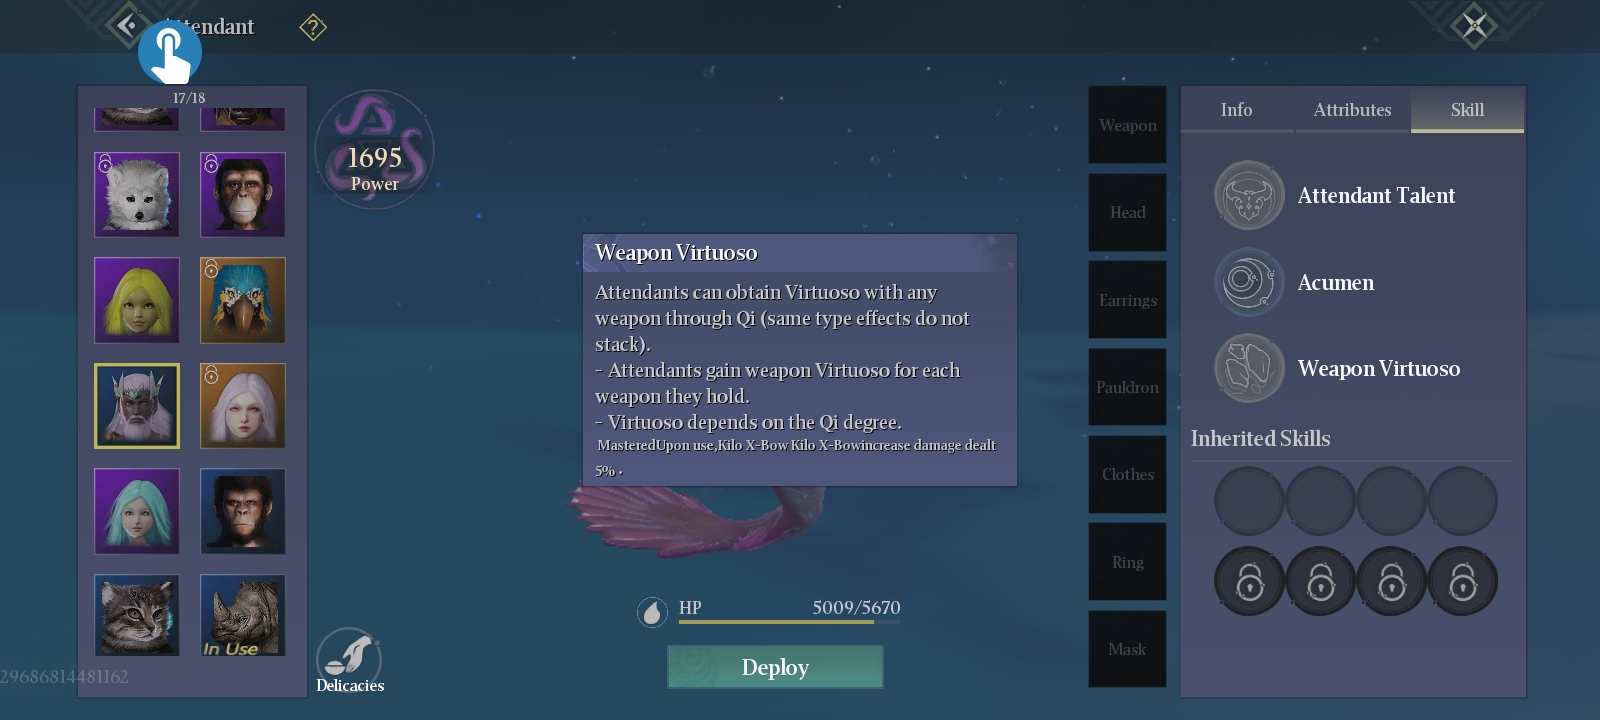 tendant
?
17/18
1695
Power
Weapon
Head
Earrings
Pauldron
Clothes
Ring
Mask
Info
Attributes
Skill
Attendant Talent
Acumen
Weapon Virtuoso
Inherited Skills
Weapon Virtuoso
Attendants can obtain Virtuoso with any
weapon through Qi (same type effects do not
stack).
- Attendants gain weapon Virtuoso for each
weapon they hold.
- Virtuoso depends on the Qi degree.
MasteredUpon use,Kilo X-Bow Kilo X-Bowincrease damage dealt
5% .
HP
5009/5670
Deploy
In Use
Delicacies
29686814481162